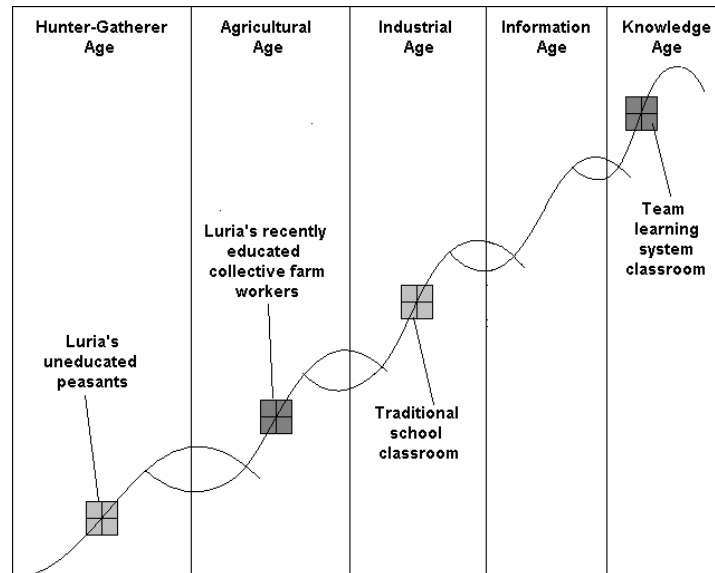 Hunter-Gatherer
Age
Agricultural
Age
Industrial
Age
Information
Age
Knowledge
Age
Team
learning
system
classroom
Luria's recently
educated
collective farm
workers
Luria's
uneducated
peasants
Traditional
school
classroom